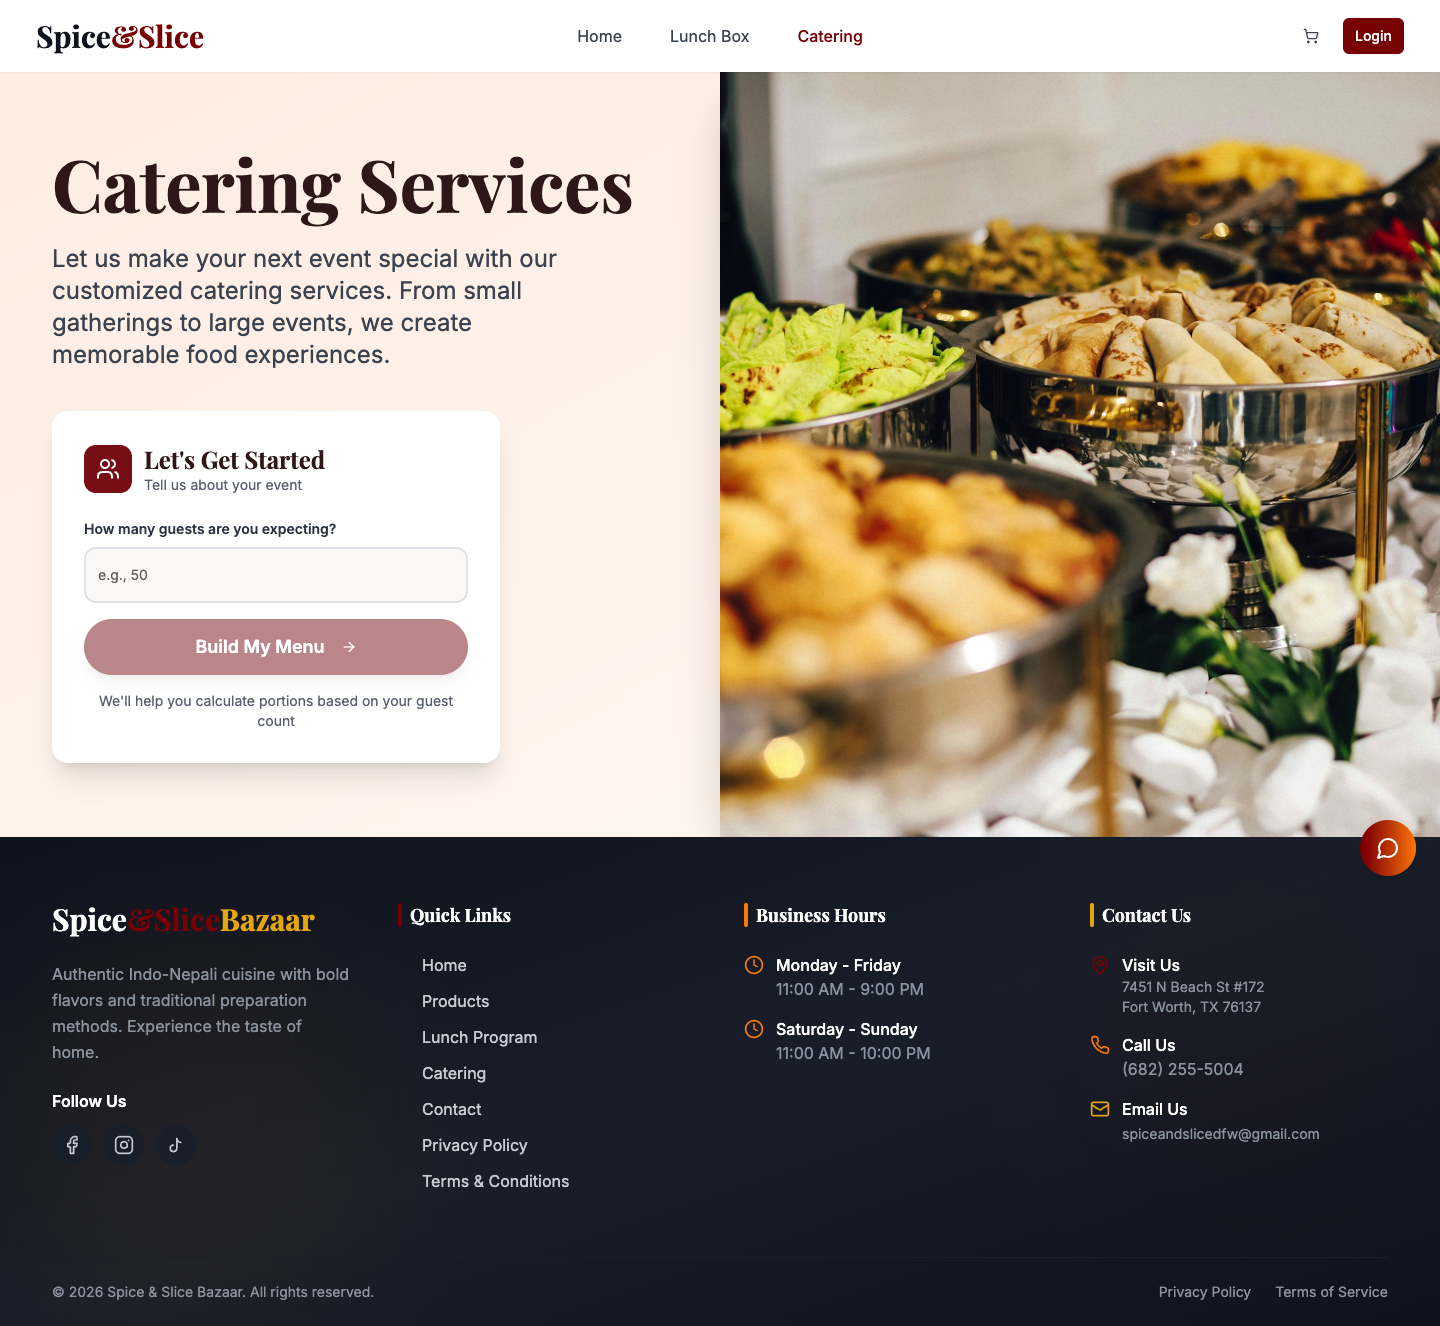 Spice&Slice
Home
Lunch Box
Catering
Login
Catering Services
Let us make your next event special with our
customized catering services. From small
gatherings to large events, we create
memorable food experiences.
Let's Get Started
Tell us about your event
How many guests are you expecting?
e.g., 50
Build My Menu
We'll help you calculate portions based on your guest
count
Spice&SliceBazaar
Authentic Indo-Nepali cuisine with bold
flavors and traditional preparation
methods. Experience the taste of
home.
Follow Us
Quick Links
Home
Products
Lunch Program
Catering
Contact
Privacy Policy
Terms & Conditions
Business Hours
Monday - Friday
11:00 AM - 9:00 PM
Saturday - Sunday
11:00 AM - 10:00 PM
Contact Us
Visit Us
7451 N Beach St #172
Fort Worth, TX 76137
Call Us
(682) 255-5004
Email Us
spiceandslicedfw@gmail.com
© 2026 Spice & Slice Bazaar. All rights reserved.
Privacy Policy
Terms of Service